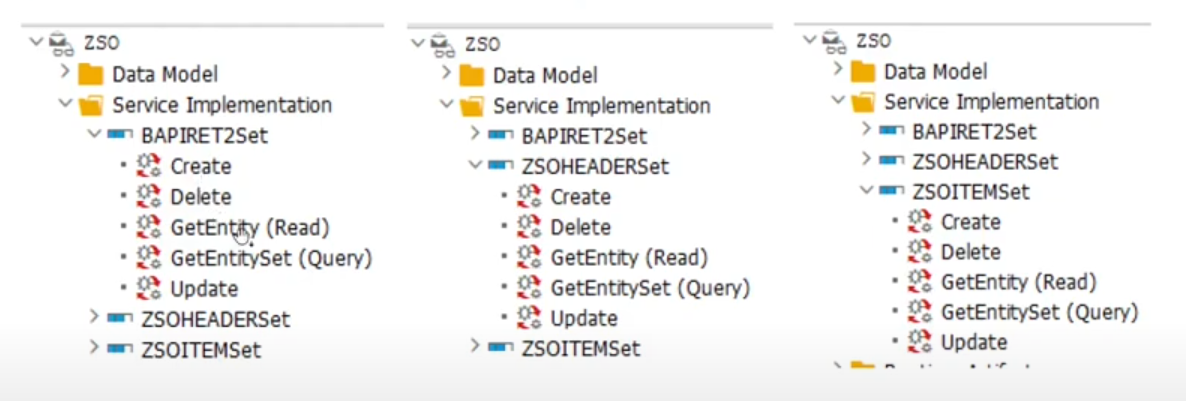 ZSO
Data Model
Service Implementation
BAPIRET2Set
Create
Delete
GetEntity (Read)
GetEntitySet (Query)
Update
ZSOHEADERSet
ZSOITEMSet
ZSO
Data Model
Service Implementation
BAPIRET2Set
ZSOHEADERSet
Create
Delete
GetEntity (Read)
GetEntitySet (Query)
Update
ZSOITEMSet
ZSO
Data Model
Service Implementation
BAPIRET2Set
ZSOHEADERSet
ZSOITEMSet
Create
Delete
GetEntity (Read)
GetEntitySet (Query)
Update